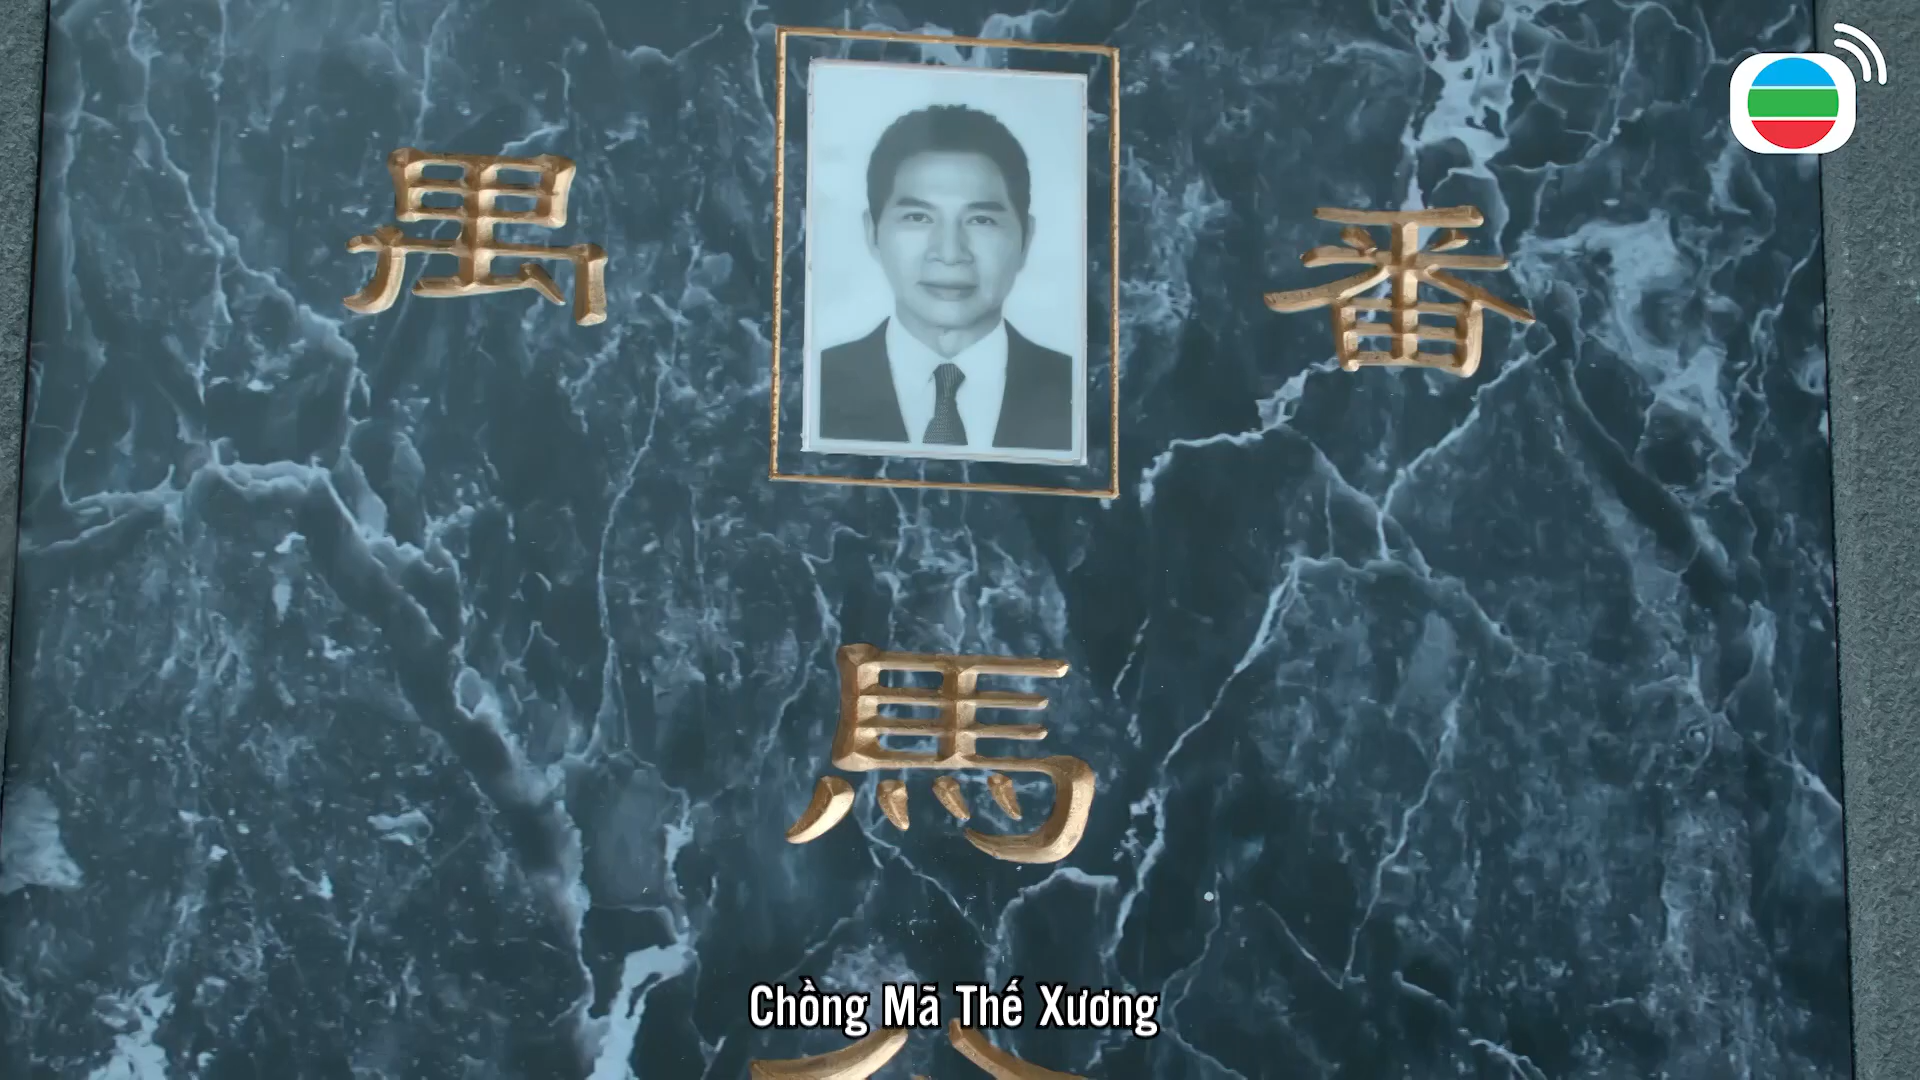 番禺
馬
Chồng Mã Thế Xương